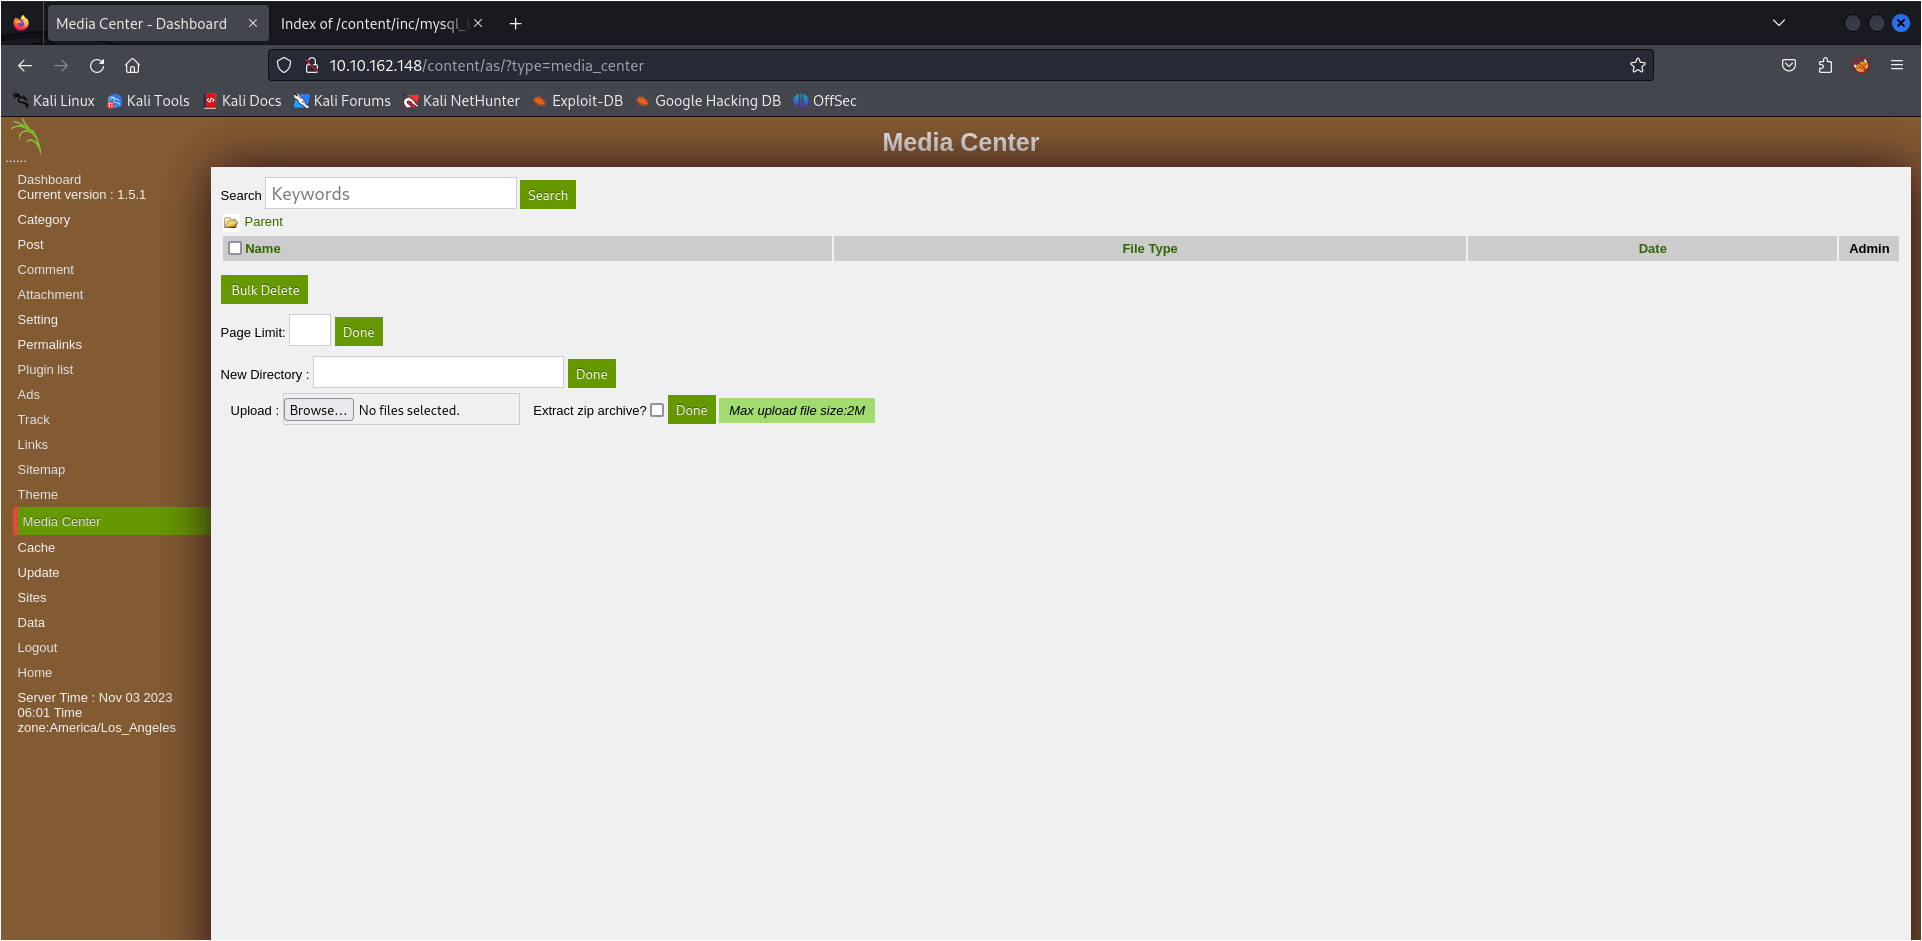 Media Center - Dashboard
Index of /content/inc/mysql_
10.10.162.148/content/as/?type=media_center
Kali Linux Kali Tools Kali Docs Kali Forums Kali NetHunter Exploit-DB Google Hacking DB OffSec
......
Dashboard
Current version : 1.5.1
Category
Post
Comment
Attachment
Setting
Permalinks
Plugin list
Ads
Track
Links
Sitemap
Theme
Media Center
Cache
Update
Sites
Data
Logout
Home
Server Time : Nov 03 2023
06:01 Time
zone:America/Los_Angeles
Media Center
Search Keywords Search
Parent
Name File Type Date Admin
Bulk Delete
Page Limit: Done
New Directory : Done
Upload : Browse... No files selected. Extract zip archive? Done Max upload file size:2M